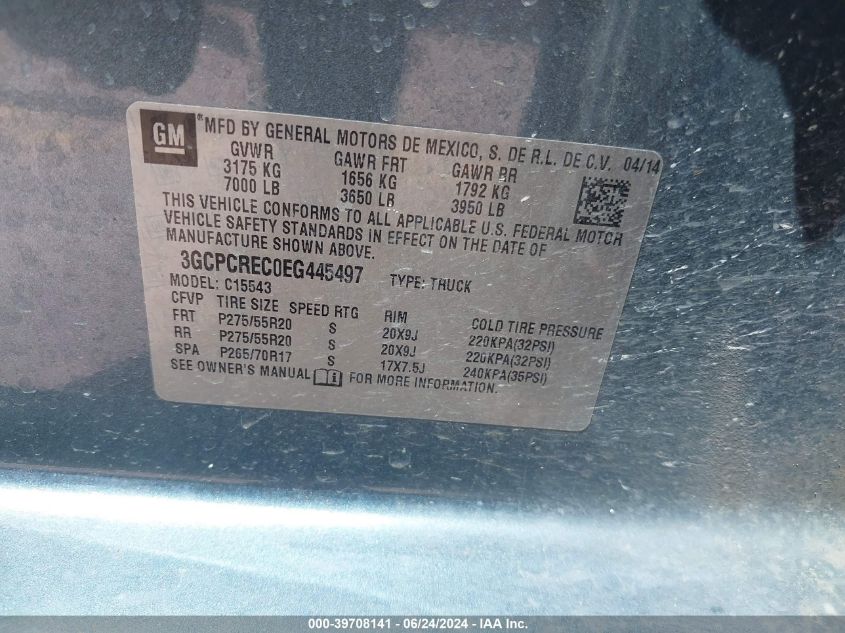 GM ® MFD BY GENERAL MOTORS DE MEXICO, S. DE R.L. DE C.V. 04/14
GVWR GAWR FRT GAWR RR
3175 KG 1656 KG 1792 KG
7000 LB 3650 LB 3950 LB
THIS VEHICLE CONFORMS TO ALL APPLICABLE U.S. FEDERAL MOTOR
VEHICLE SAFETY STANDARDS IN EFFECT ON THE DATE OF
MANUFACTURE SHOWN ABOVE.
3GCPCREC0EG445497 TYPE: TRUCK
MODEL: C15543
CFVP TIRE SIZE SPEED RTG RIM COLD TIRE PRESSURE
FRT P275/55R20 S 20X9J 220KPA(32PSI)
RR P275/55R20 S 20X9J 220KPA(32PSI)
SPA P265/70R17 S 17X7.5J 240KPA(35PSI)
SEE OWNER'S MANUAL i FOR MORE INFORMATION.
000-39708141 - 06/24/2024 - IAA Inc.